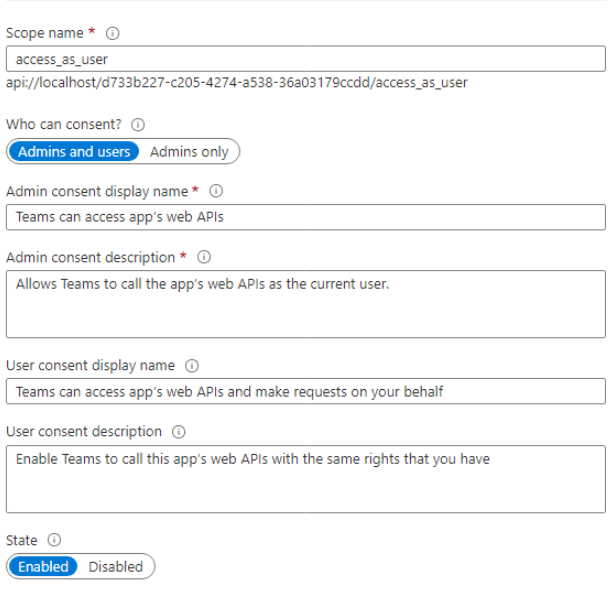 Scope name *
access_as_user
api://localhost/d733b227-c205-4274-a538-36a03179ccdd/access_as_user
Who can consent?
Admins and users Admins only
Admin consent display name *
Teams can access app's web APIs
Admin consent description *
Allows Teams to call the app's web APIs as the current user.
User consent display name
Teams can access app's web APIs and make requests on your behalf
User consent description
Enable Teams to call this app's web APIs with the same rights that you have
State
Enabled Disabled